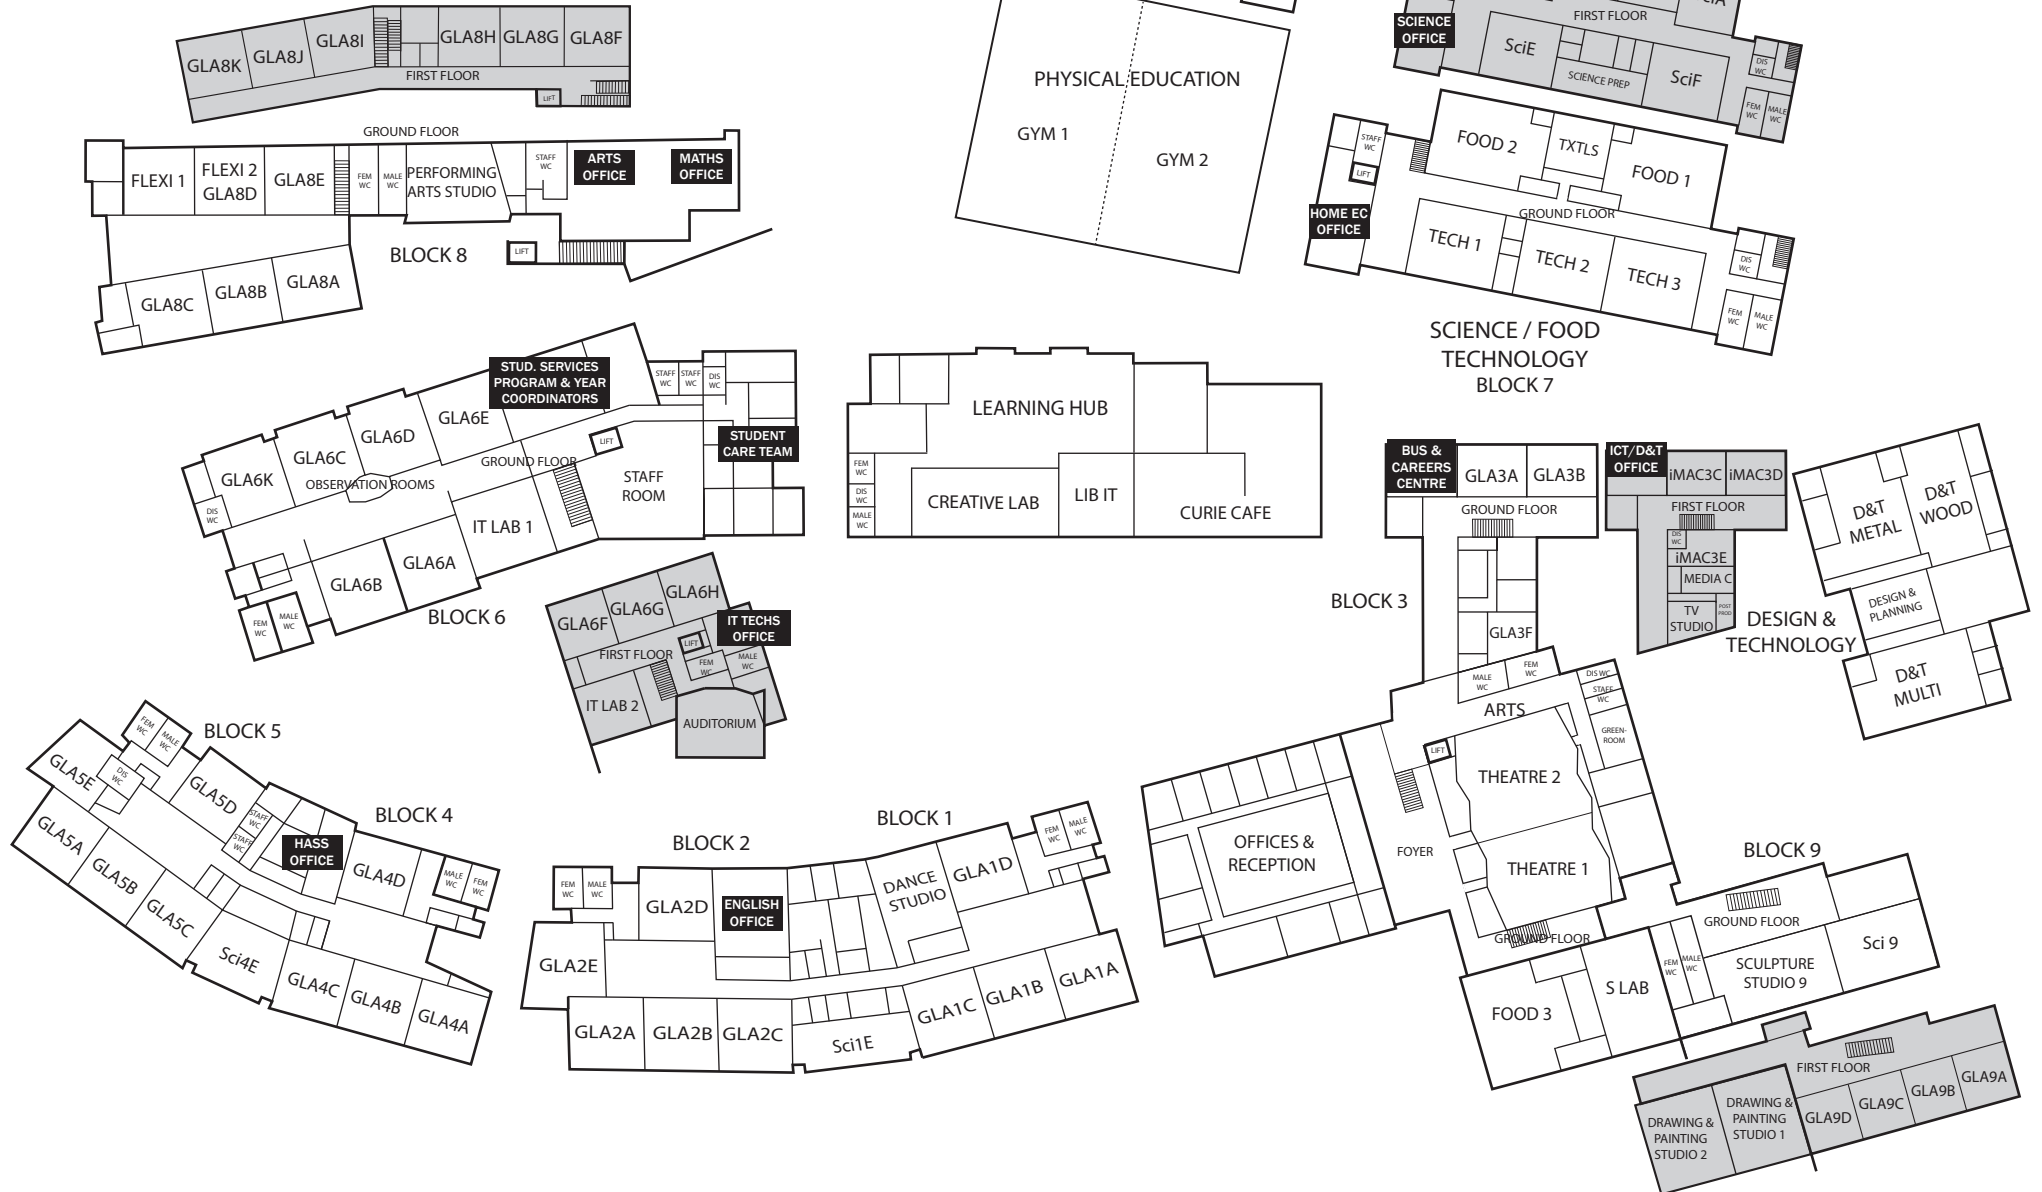 GLA8K
GLA8J
GLA8I
GLA8H
GLA8G
GLA8F
FIRST FLOOR
LIFT
GROUND FLOOR
FLEXI 1
FLEXI 2
GLA8D
GLA8E
FEM
WC
MALE
WC
PERFORMING
ARTS STUDIO
STAFF
WC
ARTS
OFFICE
MATHS
OFFICE
BLOCK 8
LIFT
GLA8C
GLA8B
GLA8A
PHYSICAL EDUCATION
GYM 1
GYM 2
SCIENCE
OFFICE
FIRST FLOOR
SciE
SCIENCE PREP
SciF
DIS
WC
FEM
WC
MALE
WC
STAFF
WC
LIFT
FOOD 2
TXTLS
FOOD 1
HOME EC
OFFICE
GROUND FLOOR
TECH 1
TECH 2
TECH 3
DIS
WC
FEM
WC
MALE
WC
SCIENCE / FOOD
TECHNOLOGY
BLOCK 7
STUD. SERVICES
PROGRAM & YEAR
COORDINATORS
STAFF
WC
STAFF
WC
DIS
WC
GLA6K
GLA6C
GLA6D
GLA6E
LIFT
STUDENT
CARE TEAM
GROUND FLOOR
OBSERVATION ROOMS
STAFF
ROOM
DIS
WC
IT LAB 1
GLA6B
GLA6A
FEM
WC
MALE
WC
BLOCK 6
GLA6F
GLA6G
GLA6H
IT TECHS
OFFICE
FIRST FLOOR
LIFT
FEM
WC
MALE
WC
IT LAB 2
AUDITORIUM
LEARNING HUB
FEM
WC
DIS
WC
MALE
WC
CREATIVE LAB
LIB IT
CURIE CAFE
BUS &
CAREERS
CENTRE
GLA3A
GLA3B
GROUND FLOOR
BLOCK 3
GLA3F
ICT/D&T
OFFICE
iMAC3C
iMAC3D
FIRST FLOOR
DIS
WC
iMAC3E
MEDIA C
TV
STUDIO
POST
PROD
D&T
METAL
D&T
WOOD
DESIGN &
PLANNING
DESIGN &
TECHNOLOGY
D&T
MULTI
MALE
WC
FEM
WC
DIS WC
STAFF
WC
ARTS
GREEN-
ROOM
LIFT
THEATRE 2
OFFICES &
RECEPTION
FOYER
THEATRE 1
GROUND FLOOR
FOOD 3
S LAB
BLOCK 9
GROUND FLOOR
FEM
WC
MALE
WC
SCULPTURE
STUDIO 9
Sci 9
FIRST FLOOR
DRAWING &
PAINTING
STUDIO 2
DRAWING &
PAINTING
STUDIO 1
GLA9D
GLA9C
GLA9B
GLA9A
BLOCK 5
FEM
WC
MALE
WC
GLA5E
DIS
WC
GLA5D
STAFF
WC
STAFF
WC
HASS
OFFICE
BLOCK 4
GLA4D
MALE
WC
FEM
WC
GLA5A
GLA5B
GLA5C
Sci4E
GLA4C
GLA4B
GLA4A
BLOCK 2
FEM
WC
MALE
WC
GLA2D
ENGLISH
OFFICE
GLA2E
GLA2A
GLA2B
GLA2C
BLOCK 1
DANCE
STUDIO
GLA1D
FEM
WC
MALE
WC
Sci1E
GLA1C
GLA1B
GLA1A